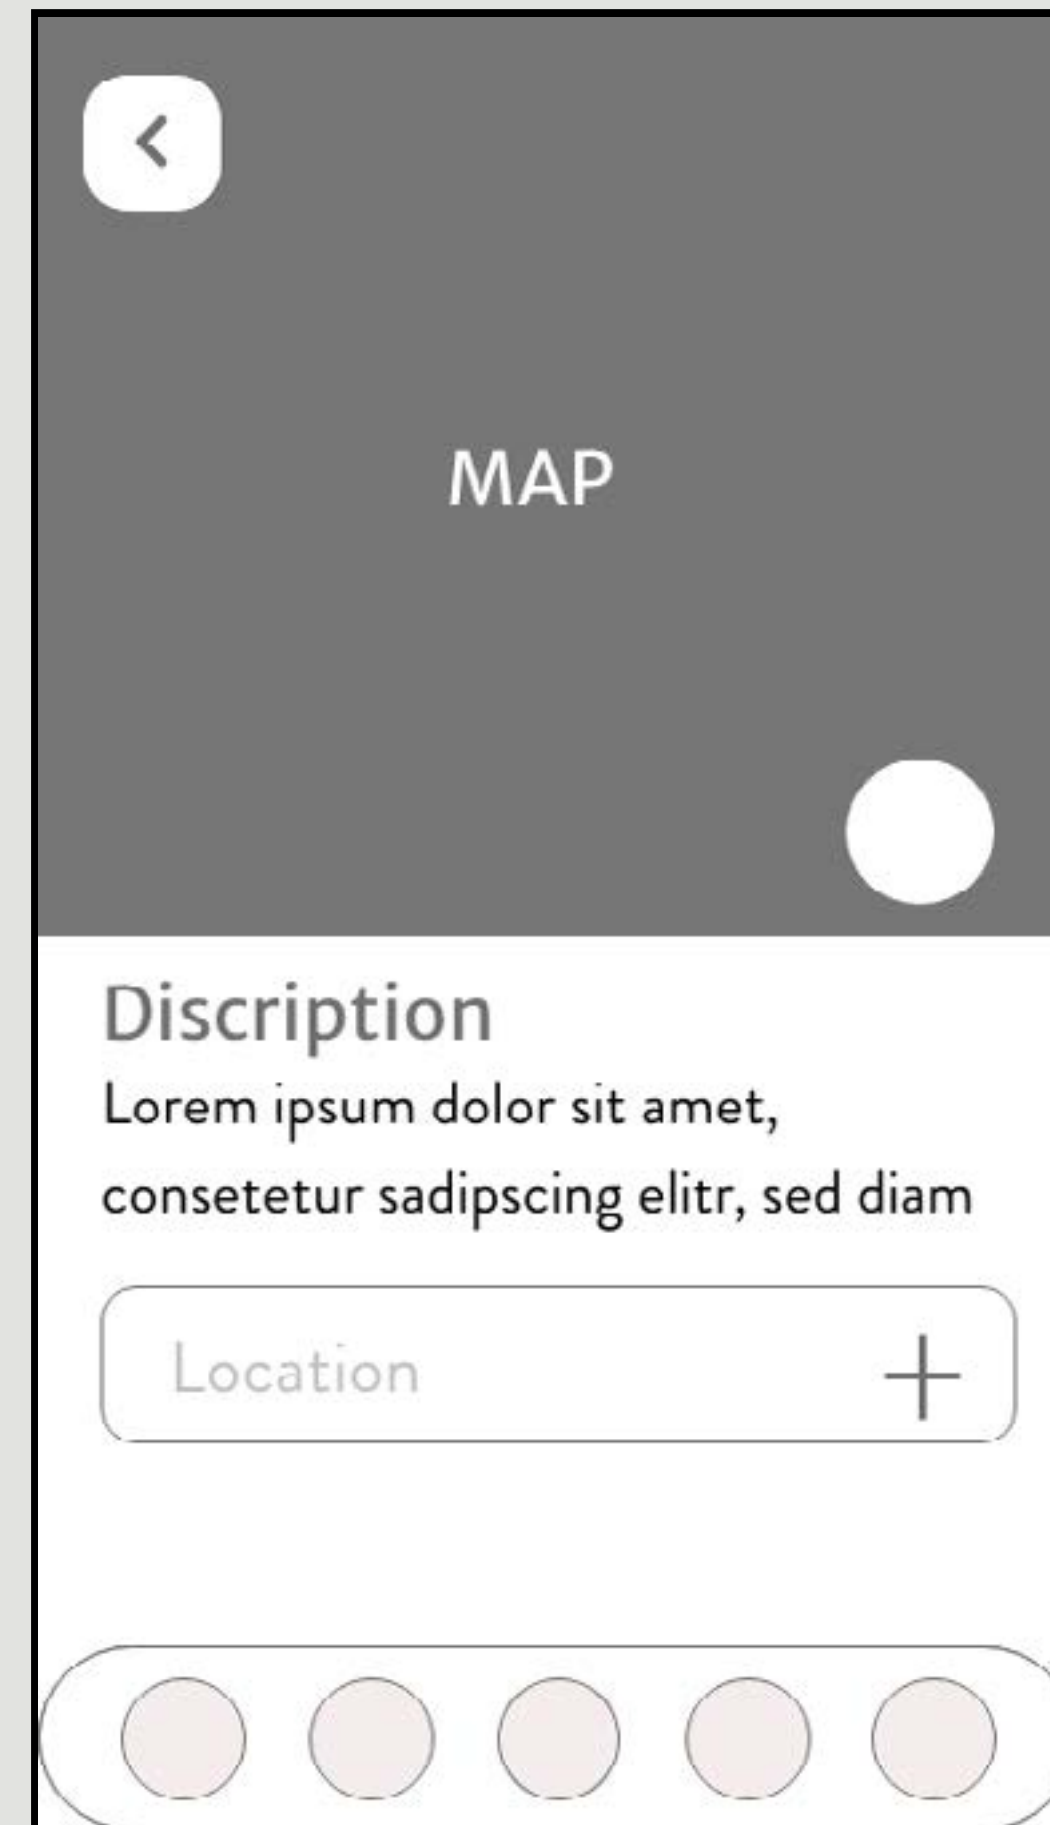 MAP
Discription
Lorem ipsum dolor sit amet,
consetetur sadipscing elitr, sed diam
Location